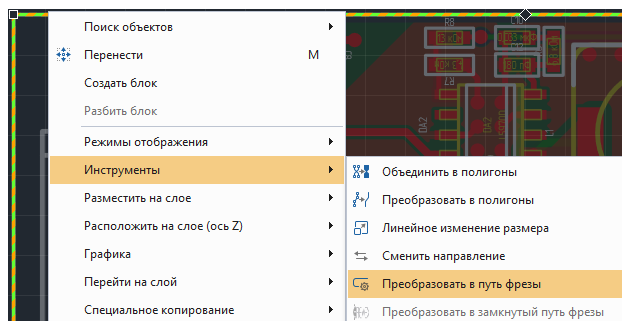 Поиск объектов
Перенести M
Создать блок
Разбить блок
Режимы отображения
Инструменты
Разместить на слое
Расположить на слое (ось Z)
Графика
Перейти на слой
Специальное копирование
Объединить в полигоны
Преобразовать в полигоны
Линейное изменение размера
Сменить направление
Преобразовать в путь фрезы
Преобразовать в замкнутый путь фрезы
DA2
DA2